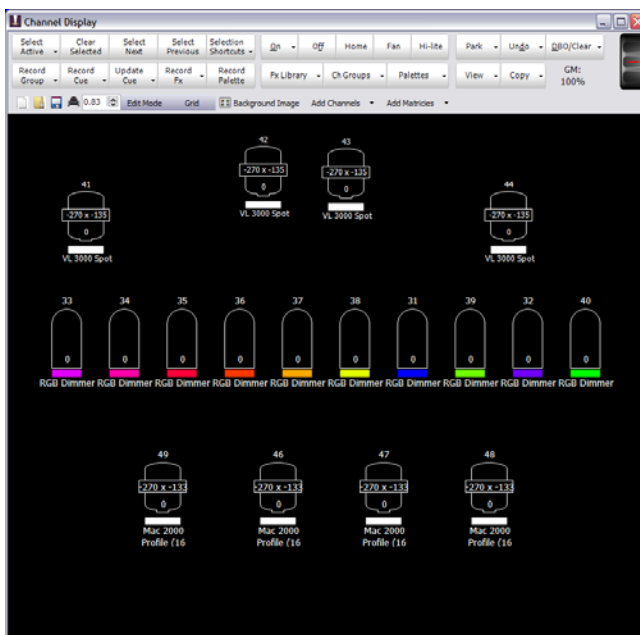 Channel Display
Select Active Clear Selected Select Next Select Previous Selection Shortcuts On Off Home Fan Hi-lite Park Undo DBO/Clear
Record Group Record Cue Update Cue Record Fx Record Palette Fx Library Ch Groups Palettes View Copy GM: 100%
0.83 Edit Mode Grid Background Image Add Channels Add Matricies
42 43
-270 x -135 -270 x -135
0 0
VL 3000 Spot VL 3000 Spot
41 44
-270 x -135 -270 x -135
0 0
VL 3000 Spot VL 3000 Spot
33 34 35 36 37 38 31 39 32 40
0 0 0 0 0 0 0 0 0 0
RGB Dimmer RGB Dimmer RGB Dimmer RGB Dimmer RGB Dimmer RGB Dimmer RGB Dimmer RGB Dimmer RGB Dimmer RGB Dimmer
49 46 47 48
-270 x -133 -270 x -133 -270 x -133 -270 x -133
0 0 0 0
Mac 2000 Mac 2000 Mac 2000 Mac 2000
Profile (16 Profile (16 Profile (16 Profile (16